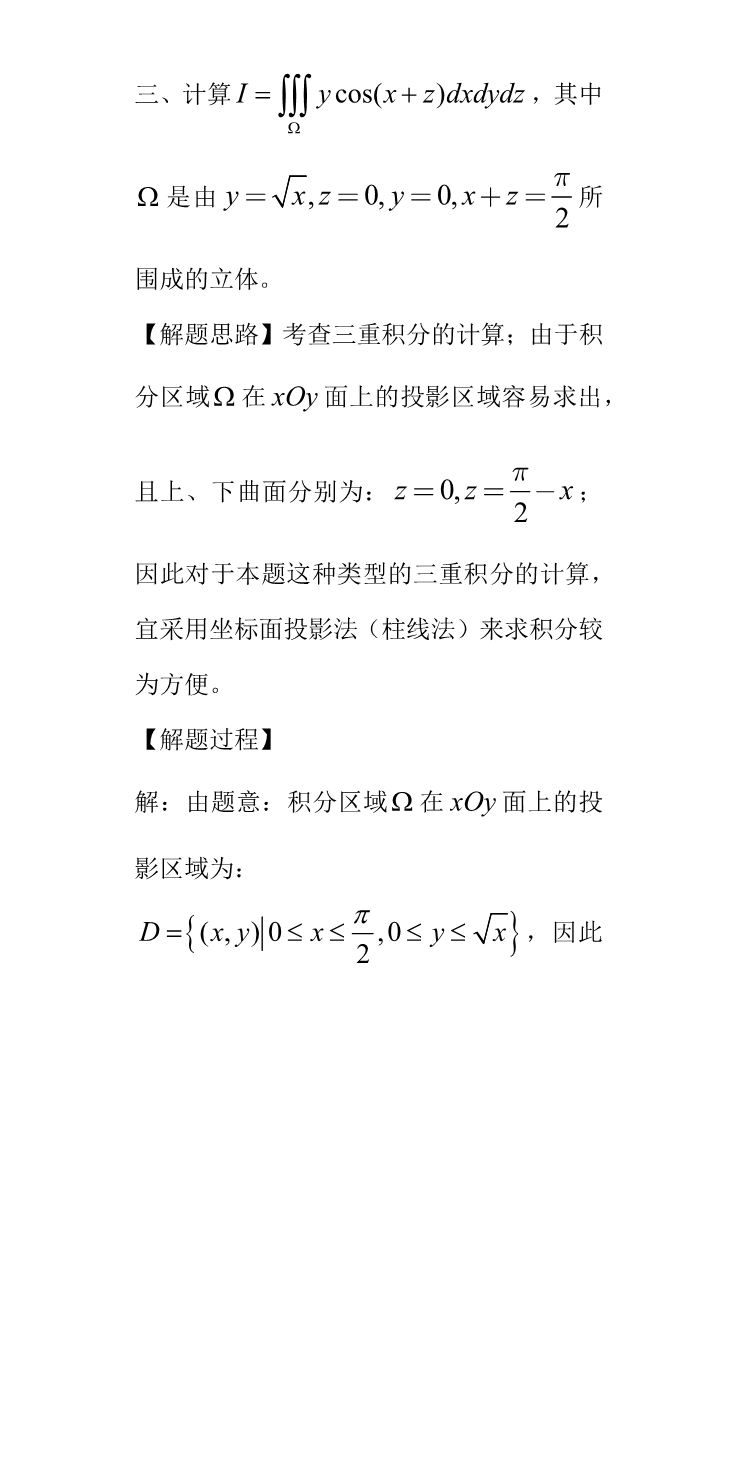 三、计算 $I=\iiint\limits_{\Omega} y\cos(x+z)dxdydz$，其中
Ω 是由 $y=\sqrt{x},z=0,y=0,x+z=\dfrac{\pi}{2}$ 所
围成的立体。
【解题思路】考查三重积分的计算；由于积
分区域Ω 在 $xOy$ 面上的投影区域容易求出，
且上、下曲面分别为：$z=0,z=\dfrac{\pi}{2}-x$；
因此对于本题这种类型的三重积分的计算，
宜采用坐标面投影法（柱线法）来求积分较
为方便。
【解题过程】
解：由题意：积分区域Ω 在 $xOy$ 面上的投
影区域为：
$D=\left\{(x,y)\middle|0\le x\le\dfrac{\pi}{2},0\le y\le\sqrt{x}\right\}$，因此